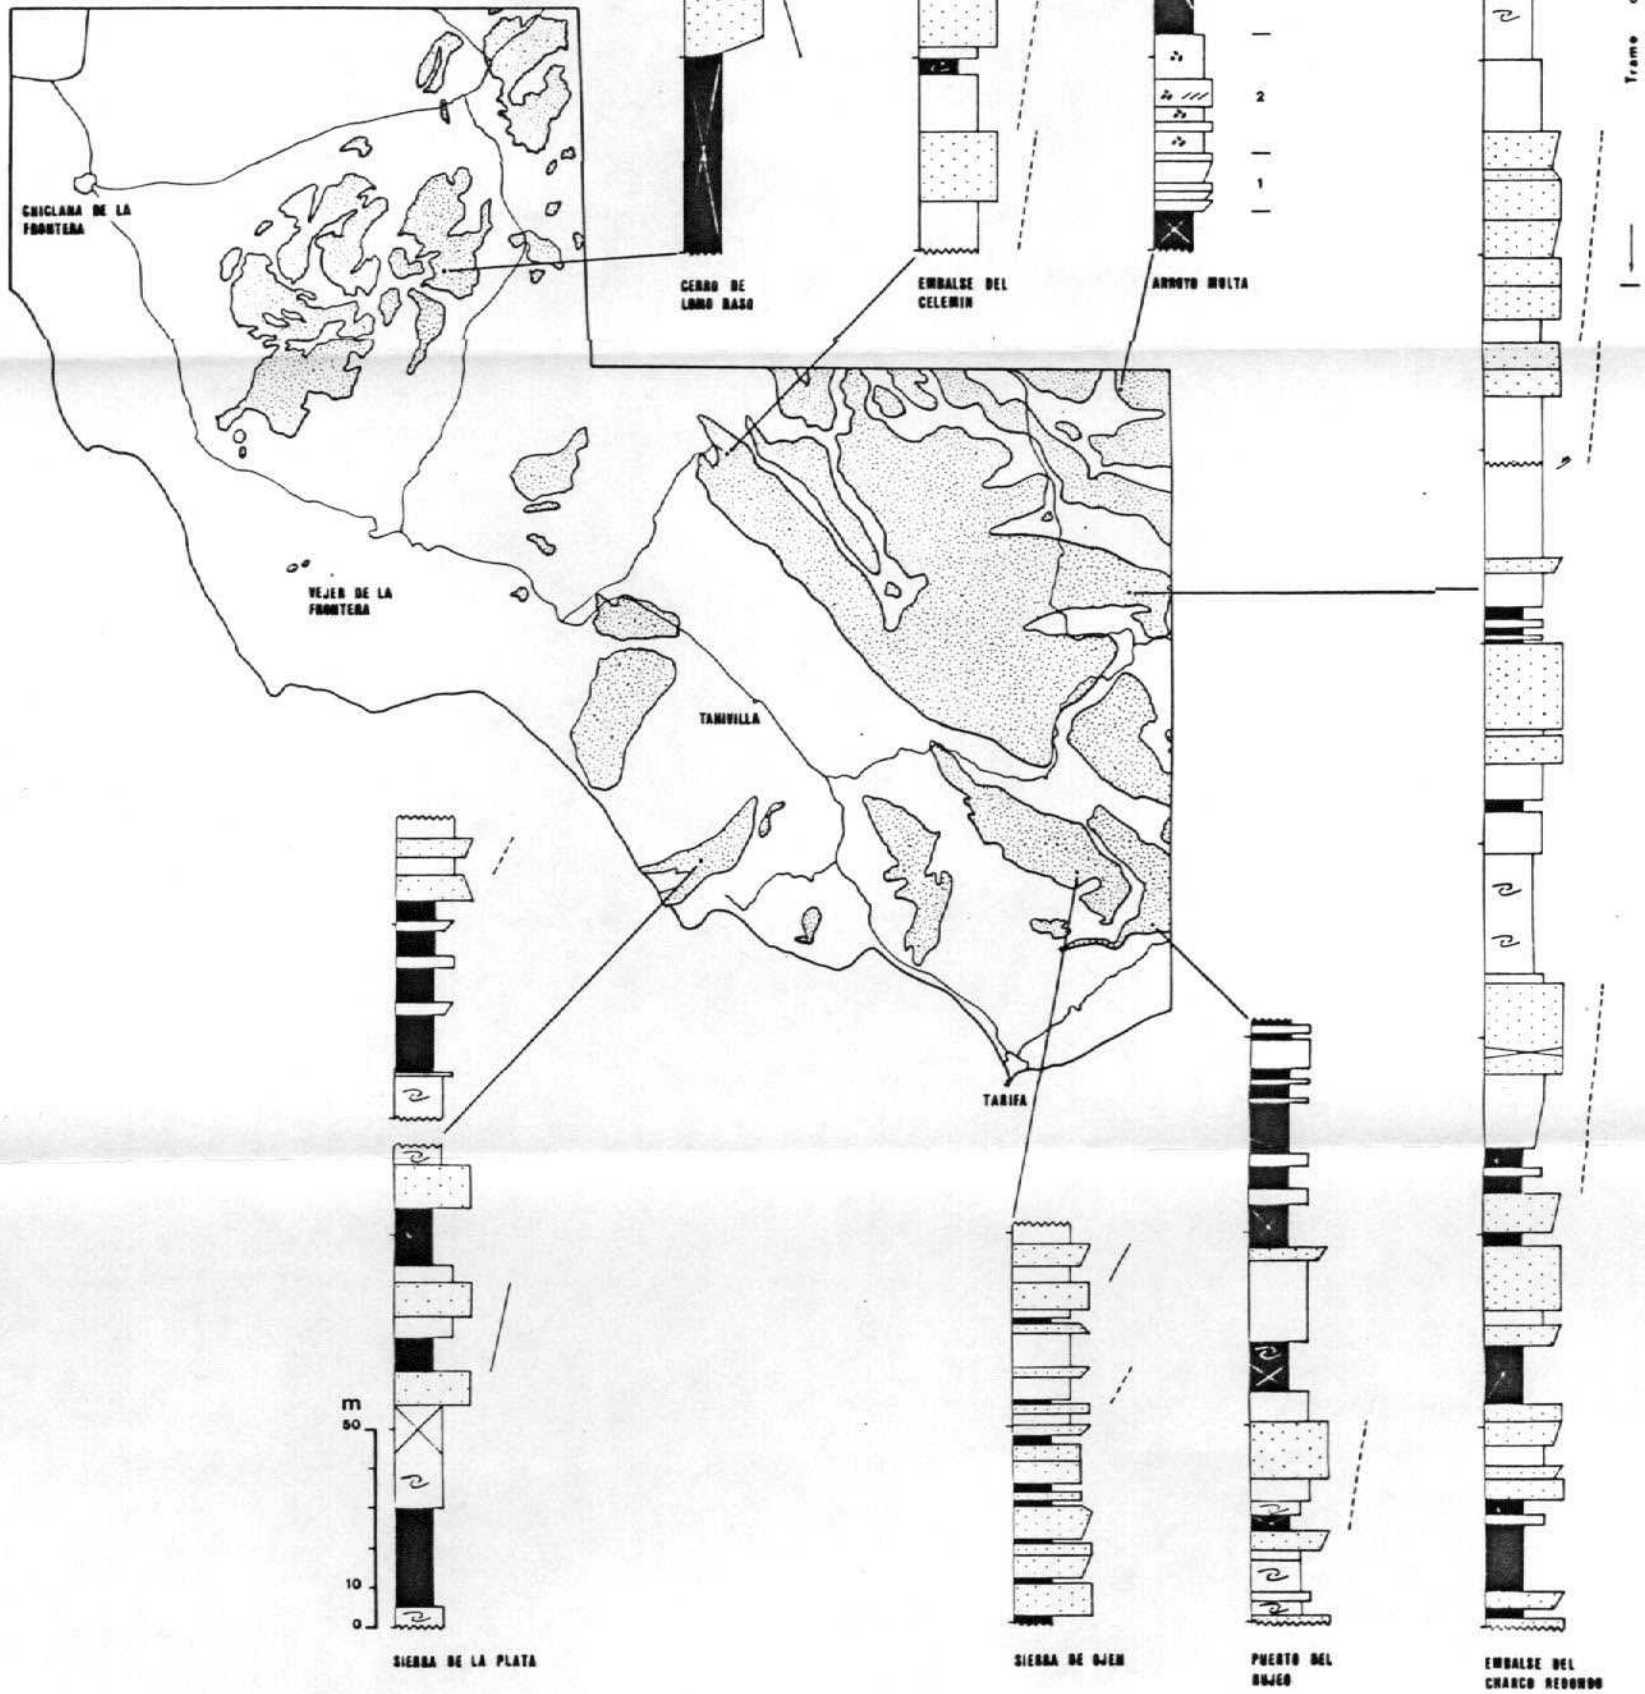 CHICLANA DE LA
FRONTERA
CERRO DE
LOMO RASO
EMBALSE DEL
CELEMIN
ARROYO MULTA
2
1
Tramo
VEJER DE LA
FRONTERA
TAHIVILLA
TARIFA
m
50
10
0
SIERRA DE LA PLATA
SIERRA DE OJEN
PUERTO DEL
BUJEO
EMBALSE DEL
CHARCO REDONDO